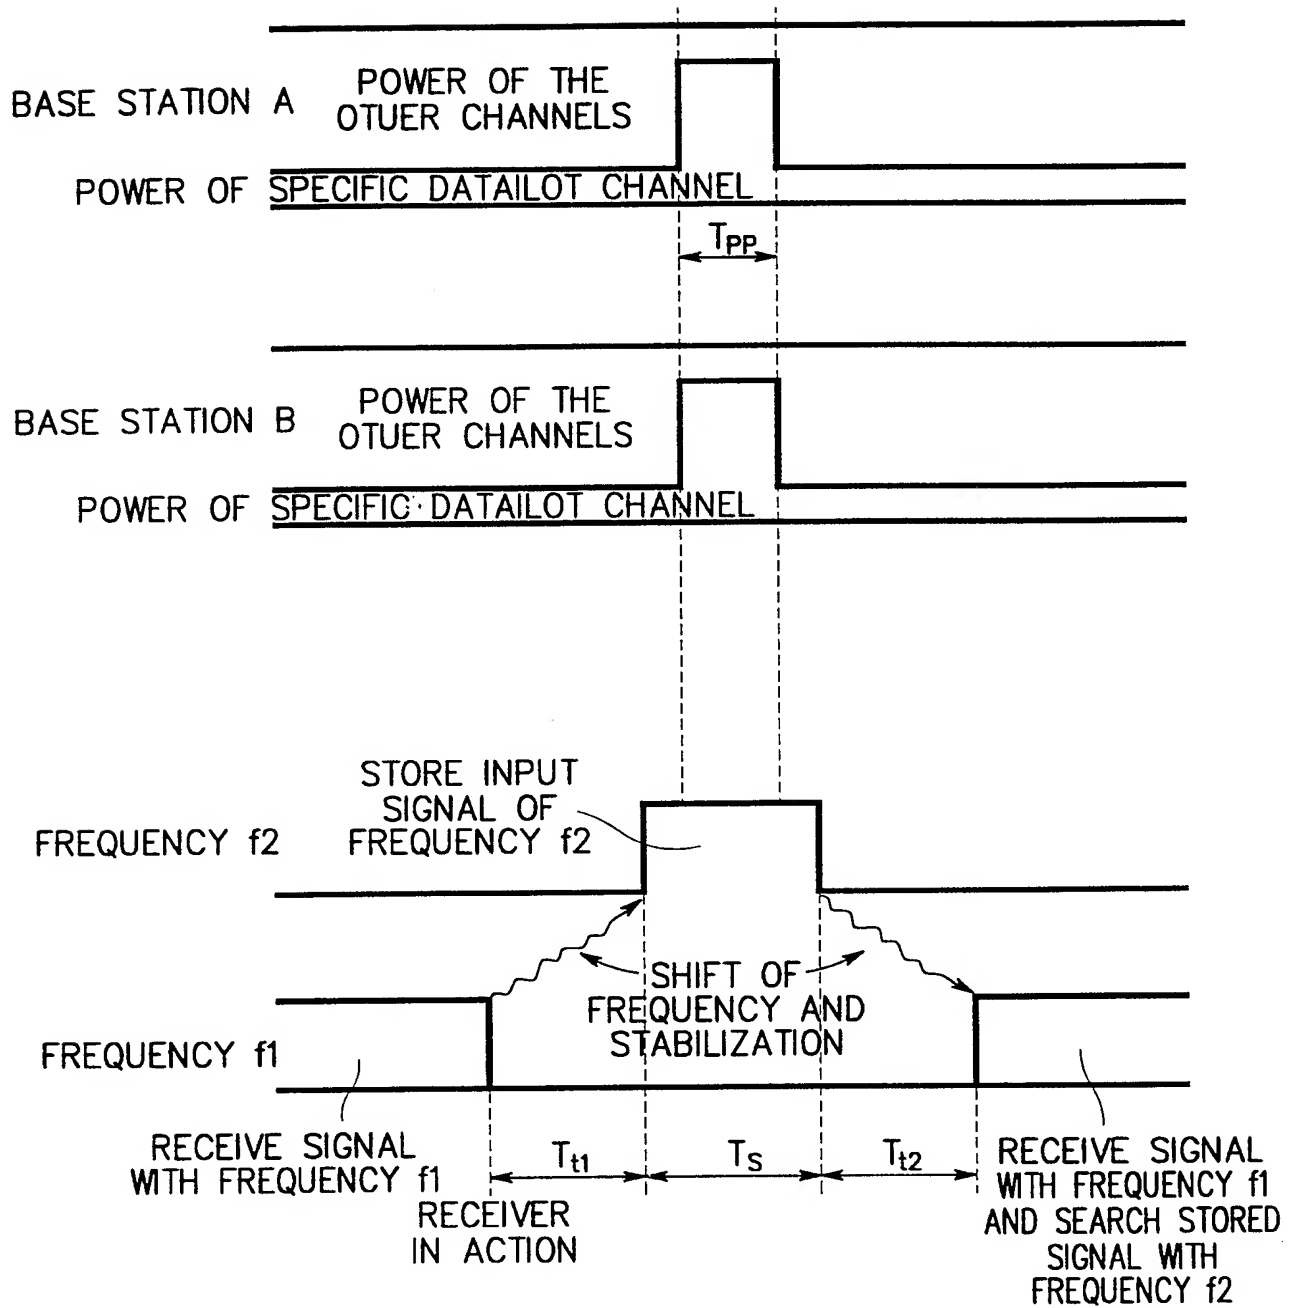 BASE STATION A
POWER OF THE
OTUER CHANNELS
POWER OF SPECIFIC DATAILOT CHANNEL
TPP
BASE STATION B
POWER OF THE
OTUER CHANNELS
POWER OF SPECIFIC DATAILOT CHANNEL
STORE INPUT
SIGNAL OF
FREQUENCY f2
FREQUENCY f2
SHIFT OF
FREQUENCY AND
STABILIZATION
FREQUENCY f1
RECEIVE SIGNAL
WITH FREQUENCY f1
RECEIVER
IN ACTION
Tt1
TS
Tt2
RECEIVE SIGNAL
WITH FREQUENCY f1
AND SEARCH STORED
SIGNAL WITH
FREQUENCY f2